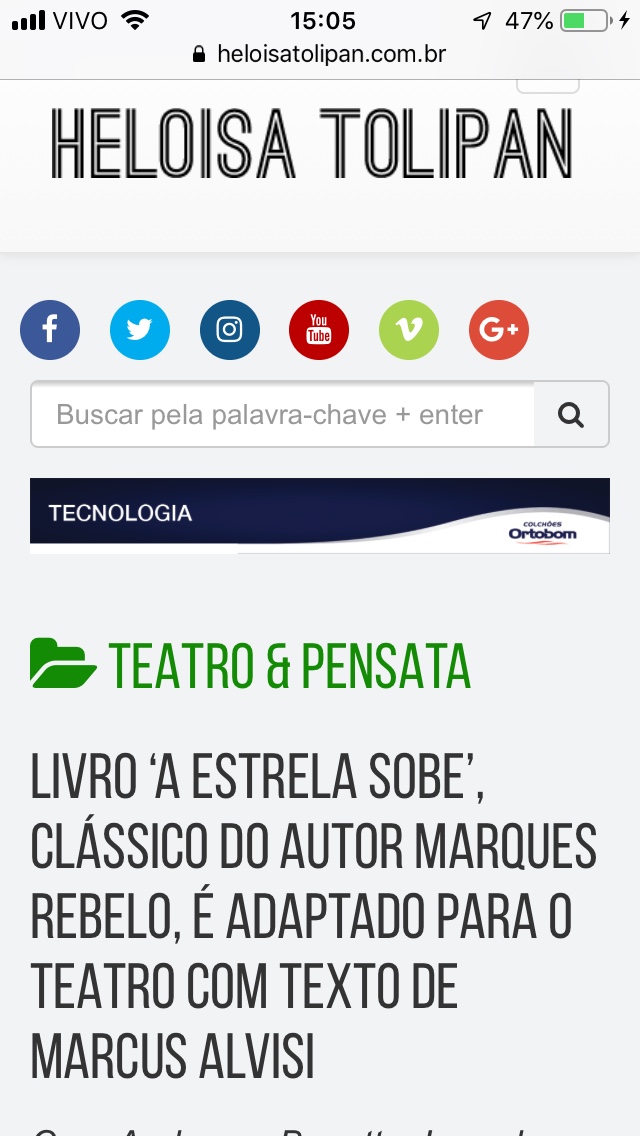 VIVO 15:05 47%
heloisatolipan.com.br
HELOISA TOLIPAN
You
Tube
G+
Buscar pela palavra-chave + enter
TECNOLOGIA
COLCHÕES
Ortobom
TEATRO & PENSATA
LIVRO ‘A ESTRELA SOBE’,
CLÁSSICO DO AUTOR MARQUES
REBELO, É ADAPTADO PARA O
TEATRO COM TEXTO DE
MARCUS ALVISI